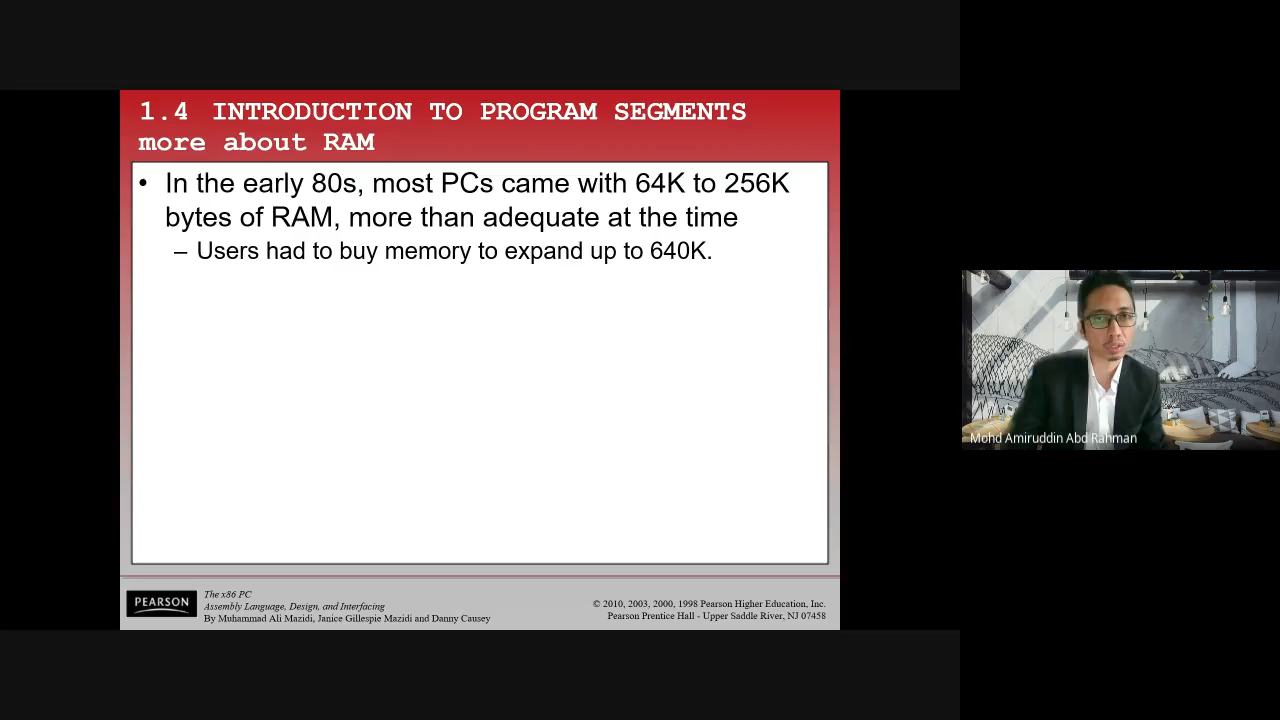 1.4 INTRODUCTION TO PROGRAM SEGMENTS
more about RAM
• In the early 80s, most PCs came with 64K to 256K
bytes of RAM, more than adequate at the time
– Users had to buy memory to expand up to 640K.
Mohd Amiruddin Abd Rahman
PEARSON
The x86 PC
Assembly Language, Design, and Interfacing
By Muhammad Ali Mazidi, Janice Gillespie Mazidi and Danny Causey
© 2010, 2003, 2000, 1998 Pearson Higher Education, Inc.
Pearson Prentice Hall - Upper Saddle River, NJ 07458